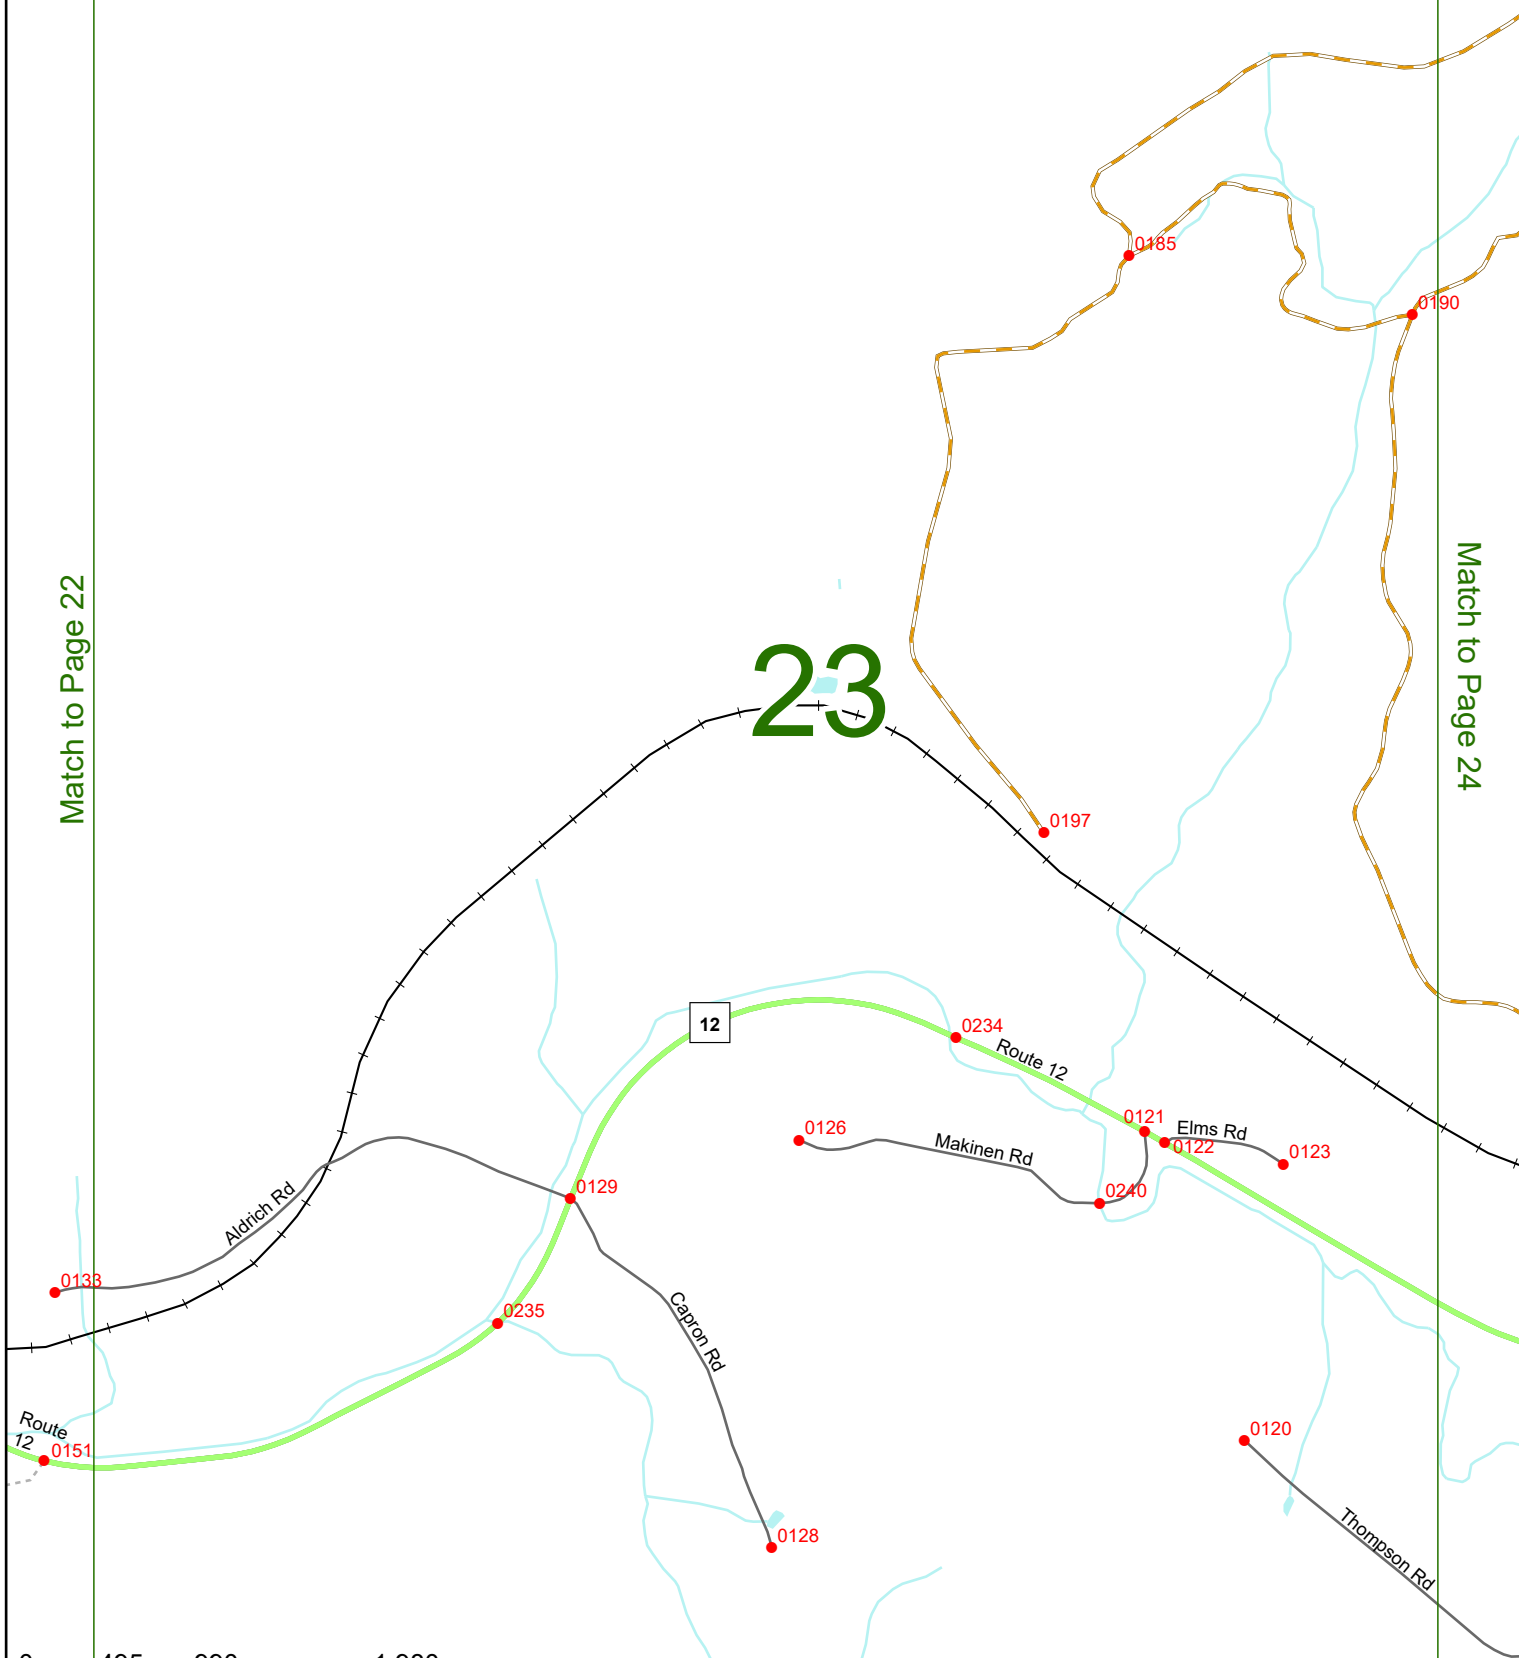 0185
0190
Match to Page 22
Match to Page 24
23
0197
12
0234
Route 12
0121
0126
Elms Rd
0122
Makinen Rd
0123
0129
0240
Aldrich Rd
0133
0235
Capron Rd
Route
12
0151
0120
0128
Thompson Rd